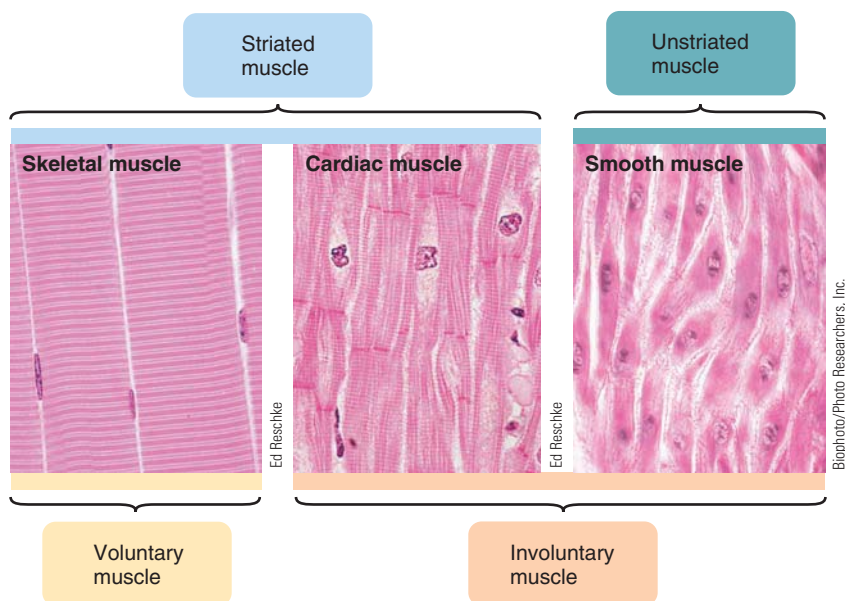 Striated
muscle
Unstriated
muscle
Skeletal muscle
Cardiac muscle
Smooth muscle
Ed Reschke
Ed Reschke
Biophoto/Photo Researchers, Inc.
Voluntary
muscle
Involuntary
muscle